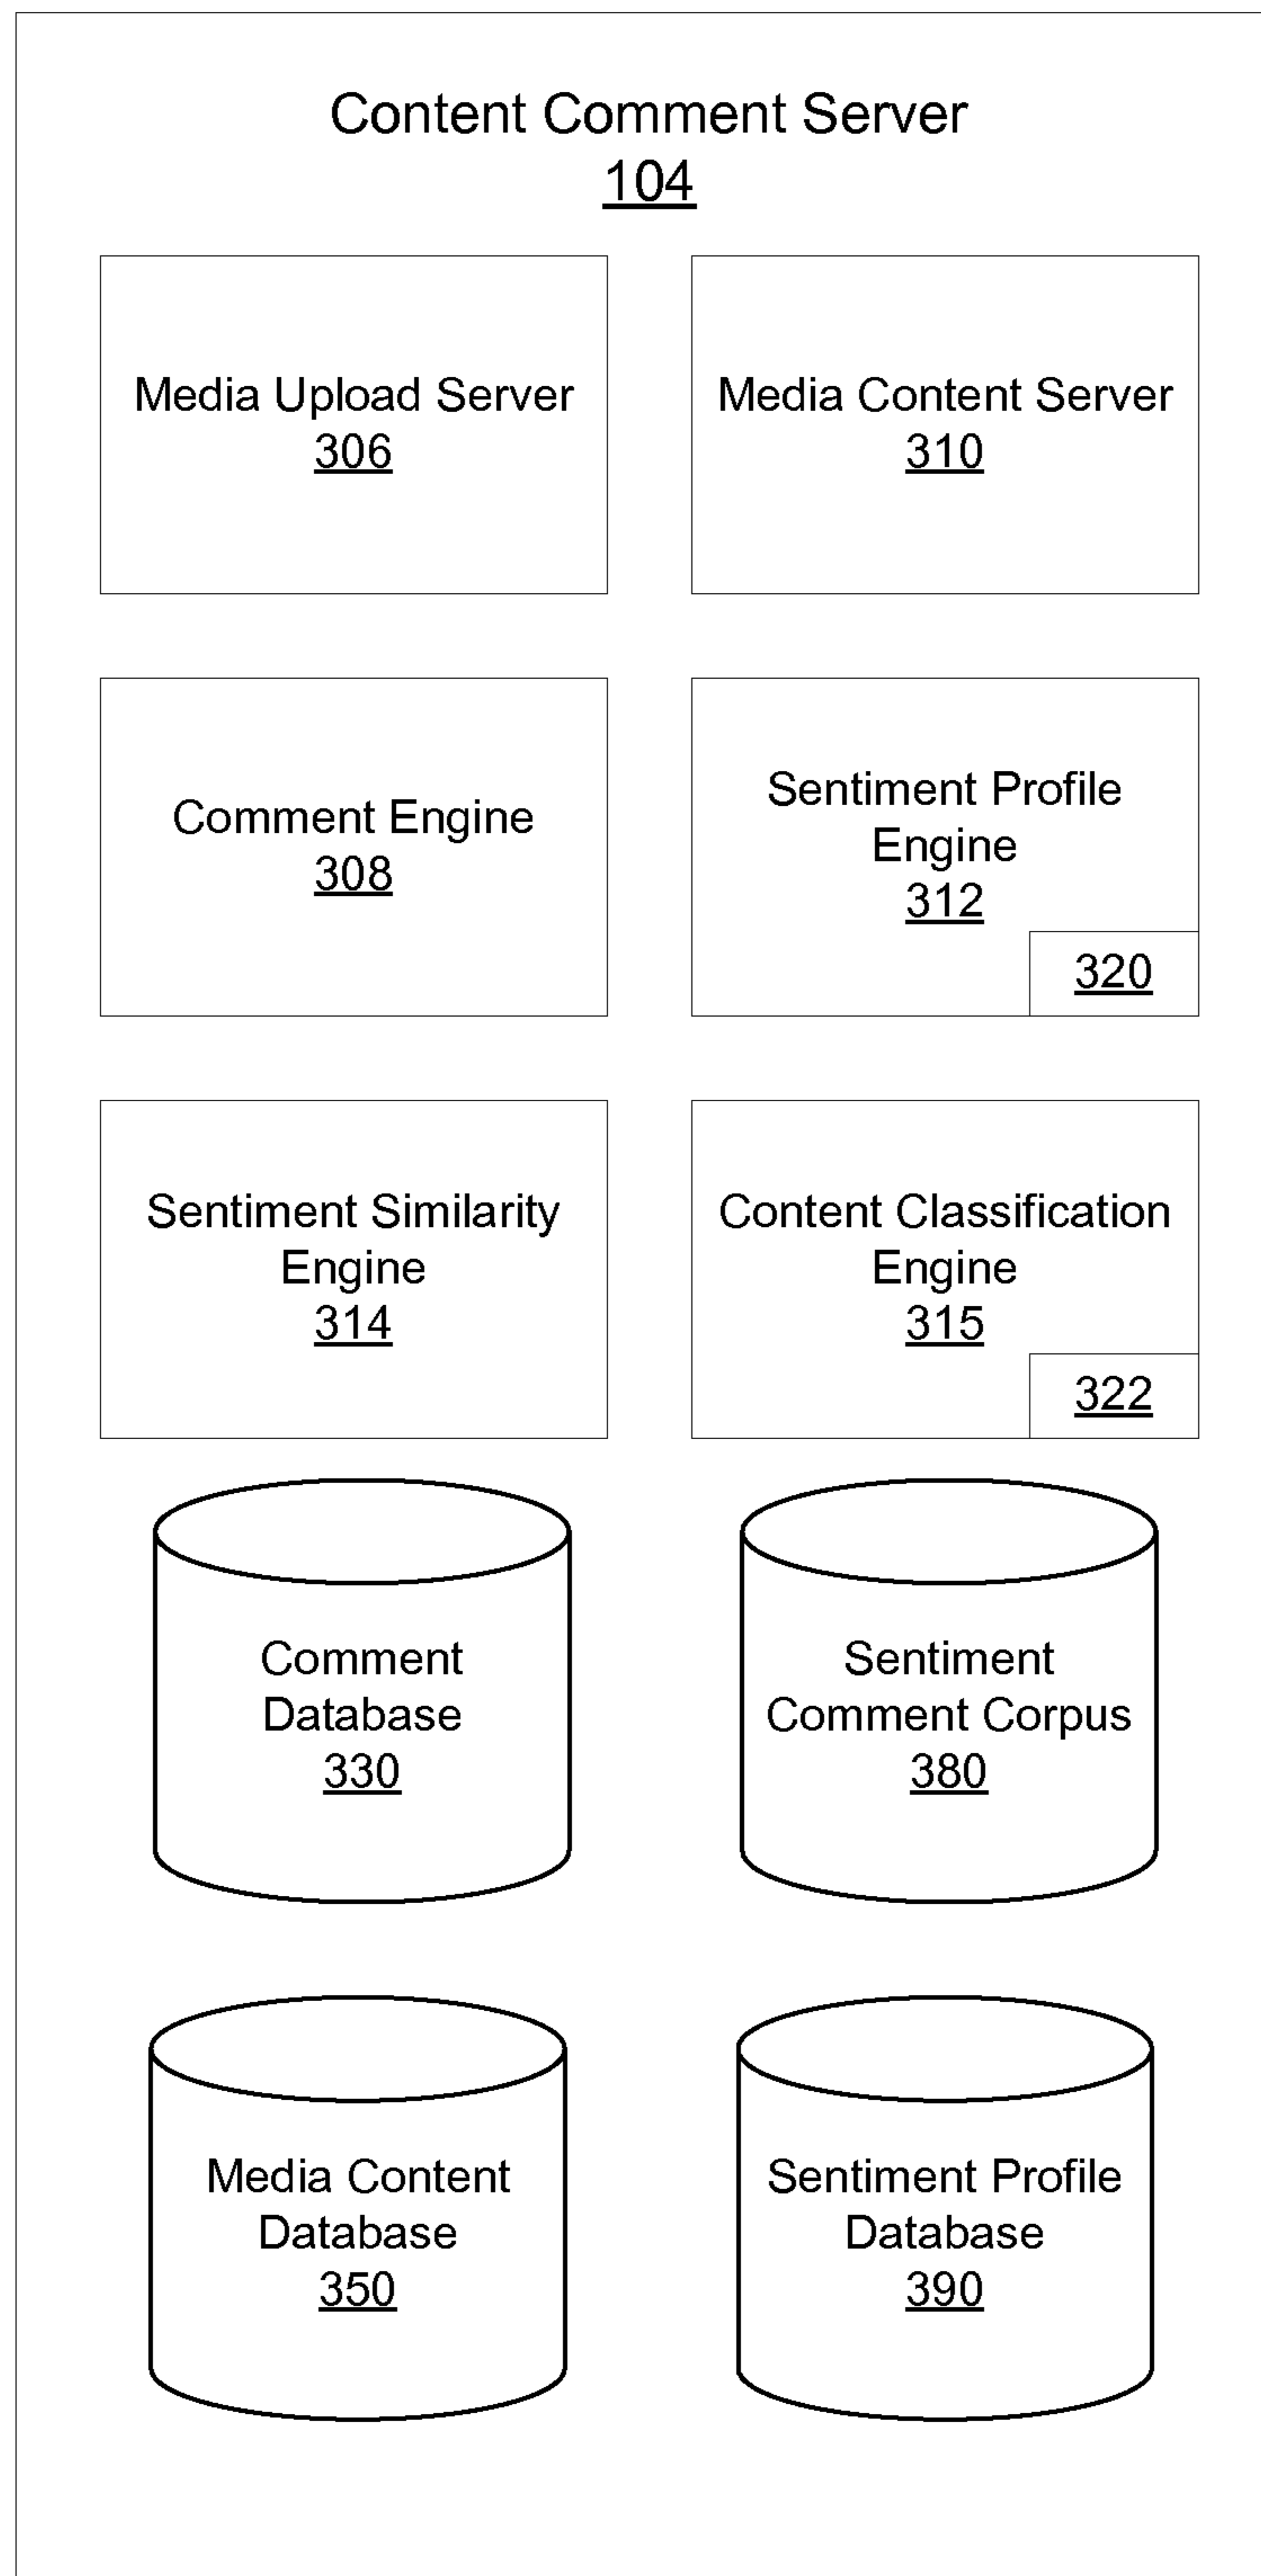 Content Comment Server
104
Media Upload Server
306
Media Content Server
310
Comment Engine
308
Sentiment Profile
Engine
312
320
Sentiment Similarity
Engine
314
Content Classification
Engine
315
322
Comment
Database
330
Sentiment
Comment Corpus
380
Media Content
Database
350
Sentiment Profile
Database
390